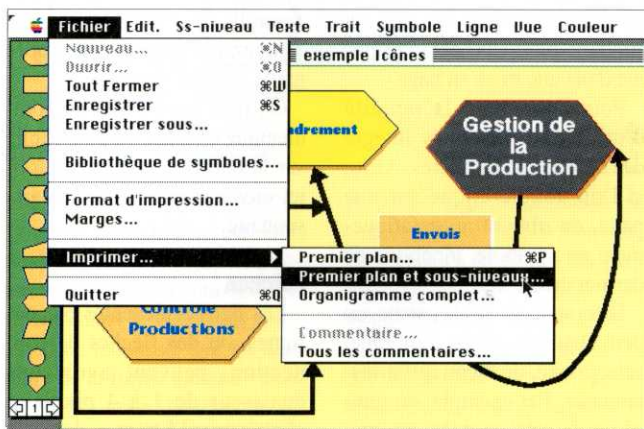 Fichier Edit. Ss-niveau Texte Trait Symbole Ligne Vue Couleur
exemple Icônes
Nouveau... ⌘N
Ouvrir... ⌘O
Tout Fermer ⌘W
Enregistrer ⌘S
Enregistrer sous...
Bibliothèque de symboles...
Format d'impression...
Marges...
Imprimer...
Quitter ⌘Q
Premier plan... ⌘P
Premier plan et sous-niveaux...
Organigramme complet...
Commentaire...
Tous les commentaires...
drement
Gestion de
la
Production
Envois
Contrôle
Productions
1